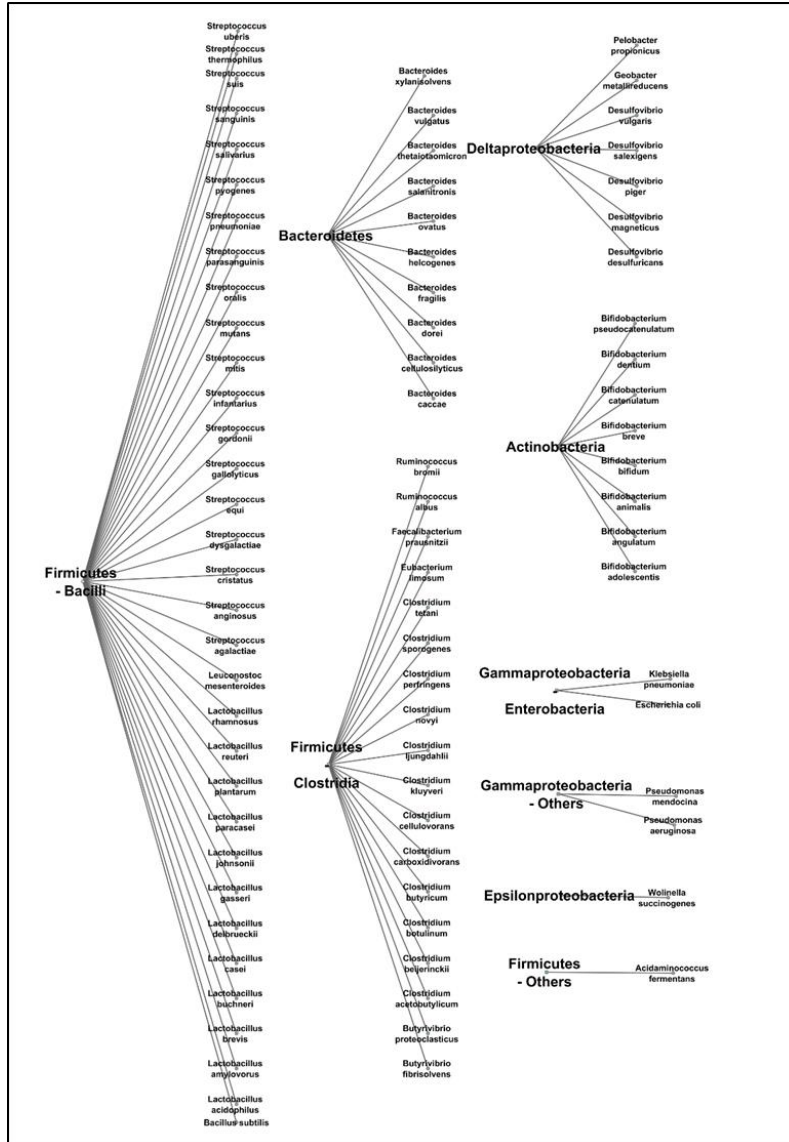 Streptococcus
uberis
Streptococcus
thermophilus
Streptococcus
suis
Streptococcus
sanguinis
Streptococcus
salivarius
Streptococcus
pyogenes
Streptococcus
pneumoniae
Streptococcus
parasanguinis
Streptococcus
oralis
Streptococcus
mutans
Streptococcus
mitis
Streptococcus
infantarius
Streptococcus
gordonii
Streptococcus
gallolyticus
Streptococcus
equi
Streptococcus
dysgalactiae
Firmicutes
- Bacilli
Streptococcus
cristatus
Streptococcus
anginosus
Streptococcus
agalactiae
Leuconostoc
mesenteroides
Lactobacillus
rhamnosus
Lactobacillus
reuteri
Lactobacillus
plantarum
Lactobacillus
paracasei
Lactobacillus
johnsonii
Lactobacillus
gasseri
Lactobacillus
delbrueckii
Lactobacillus
casei
Lactobacillus
buchneri
Lactobacillus
brevis
Lactobacillus
amylovorus
Lactobacillus
acidophilus
Bacillus subtilis
Bacteroides
xylanisolvens
Bacteroides
vulgatus
Bacteroides
thetaiotaomicron
Bacteroides
salanitronis
Bacteroidetes
Bacteroides
ovatus
Bacteroides
helcogenes
Bacteroides
fragilis
Bacteroides
dorei
Bacteroides
cellulosilyticus
Bacteroides
caccae
Ruminococcus
bromii
Ruminococcus
albus
Faecalibacterium
prausnitzii
Eubacterium
limosum
Clostridium
tetani
Clostridium
sporogenes
Clostridium
perfringens
Clostridium
novyi
Firmicutes
-
Clostridia
Clostridium
ljungdahlii
Clostridium
kluyveri
Clostridium
cellulovorans
Clostridium
carboxidivorans
Clostridium
butyricum
Clostridium
botulinum
Clostridium
beijerinckii
Clostridium
acetobutylicum
Butyrivibrio
proteoclasticus
Butyrivibrio
fibrisolvens
Pelobacter
propionicus
Geobacter
metallireducens
Desulfovibrio
vulgaris
Deltaproteobacteria
Desulfovibrio
salexigens
Desulfovibrio
piger
Desulfovibrio
magneticus
Desulfovibrio
desulfuricans
Bifidobacterium
pseudocatenulatum
Bifidobacterium
dentium
Bifidobacterium
catenulatum
Bifidobacterium
breve
Actinobacteria
Bifidobacterium
bifidum
Bifidobacterium
animalis
Bifidobacterium
angulatum
Bifidobacterium
adolescentis
Gammaproteobacteria
-
Enterobacteria
Klebsiella
pneumoniae
Escherichia coli
Gammaproteobacteria
- Others
Pseudomonas
mendocina
Pseudomonas
aeruginosa
Epsilonproteobacteria
Wolinella
succinogenes
Firmicutes
- Others
Acidaminococcus
fermentans